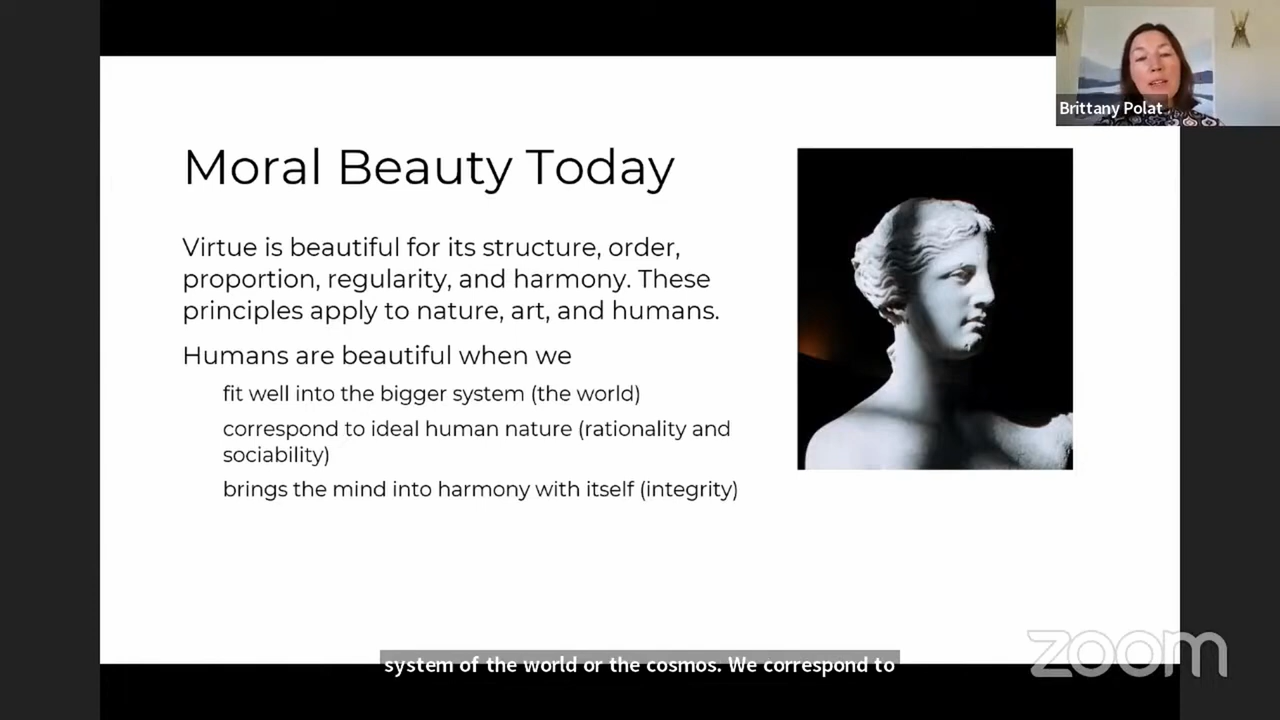 Brittany Polat
Moral Beauty Today
Virtue is beautiful for its structure, order,
proportion, regularity, and harmony. These
principles apply to nature, art, and humans.
Humans are beautiful when we
fit well into the bigger system (the world)
correspond to ideal human nature (rationality and
sociability)
brings the mind into harmony with itself (integrity)
system of the world or the cosmos. We correspond to
zoom